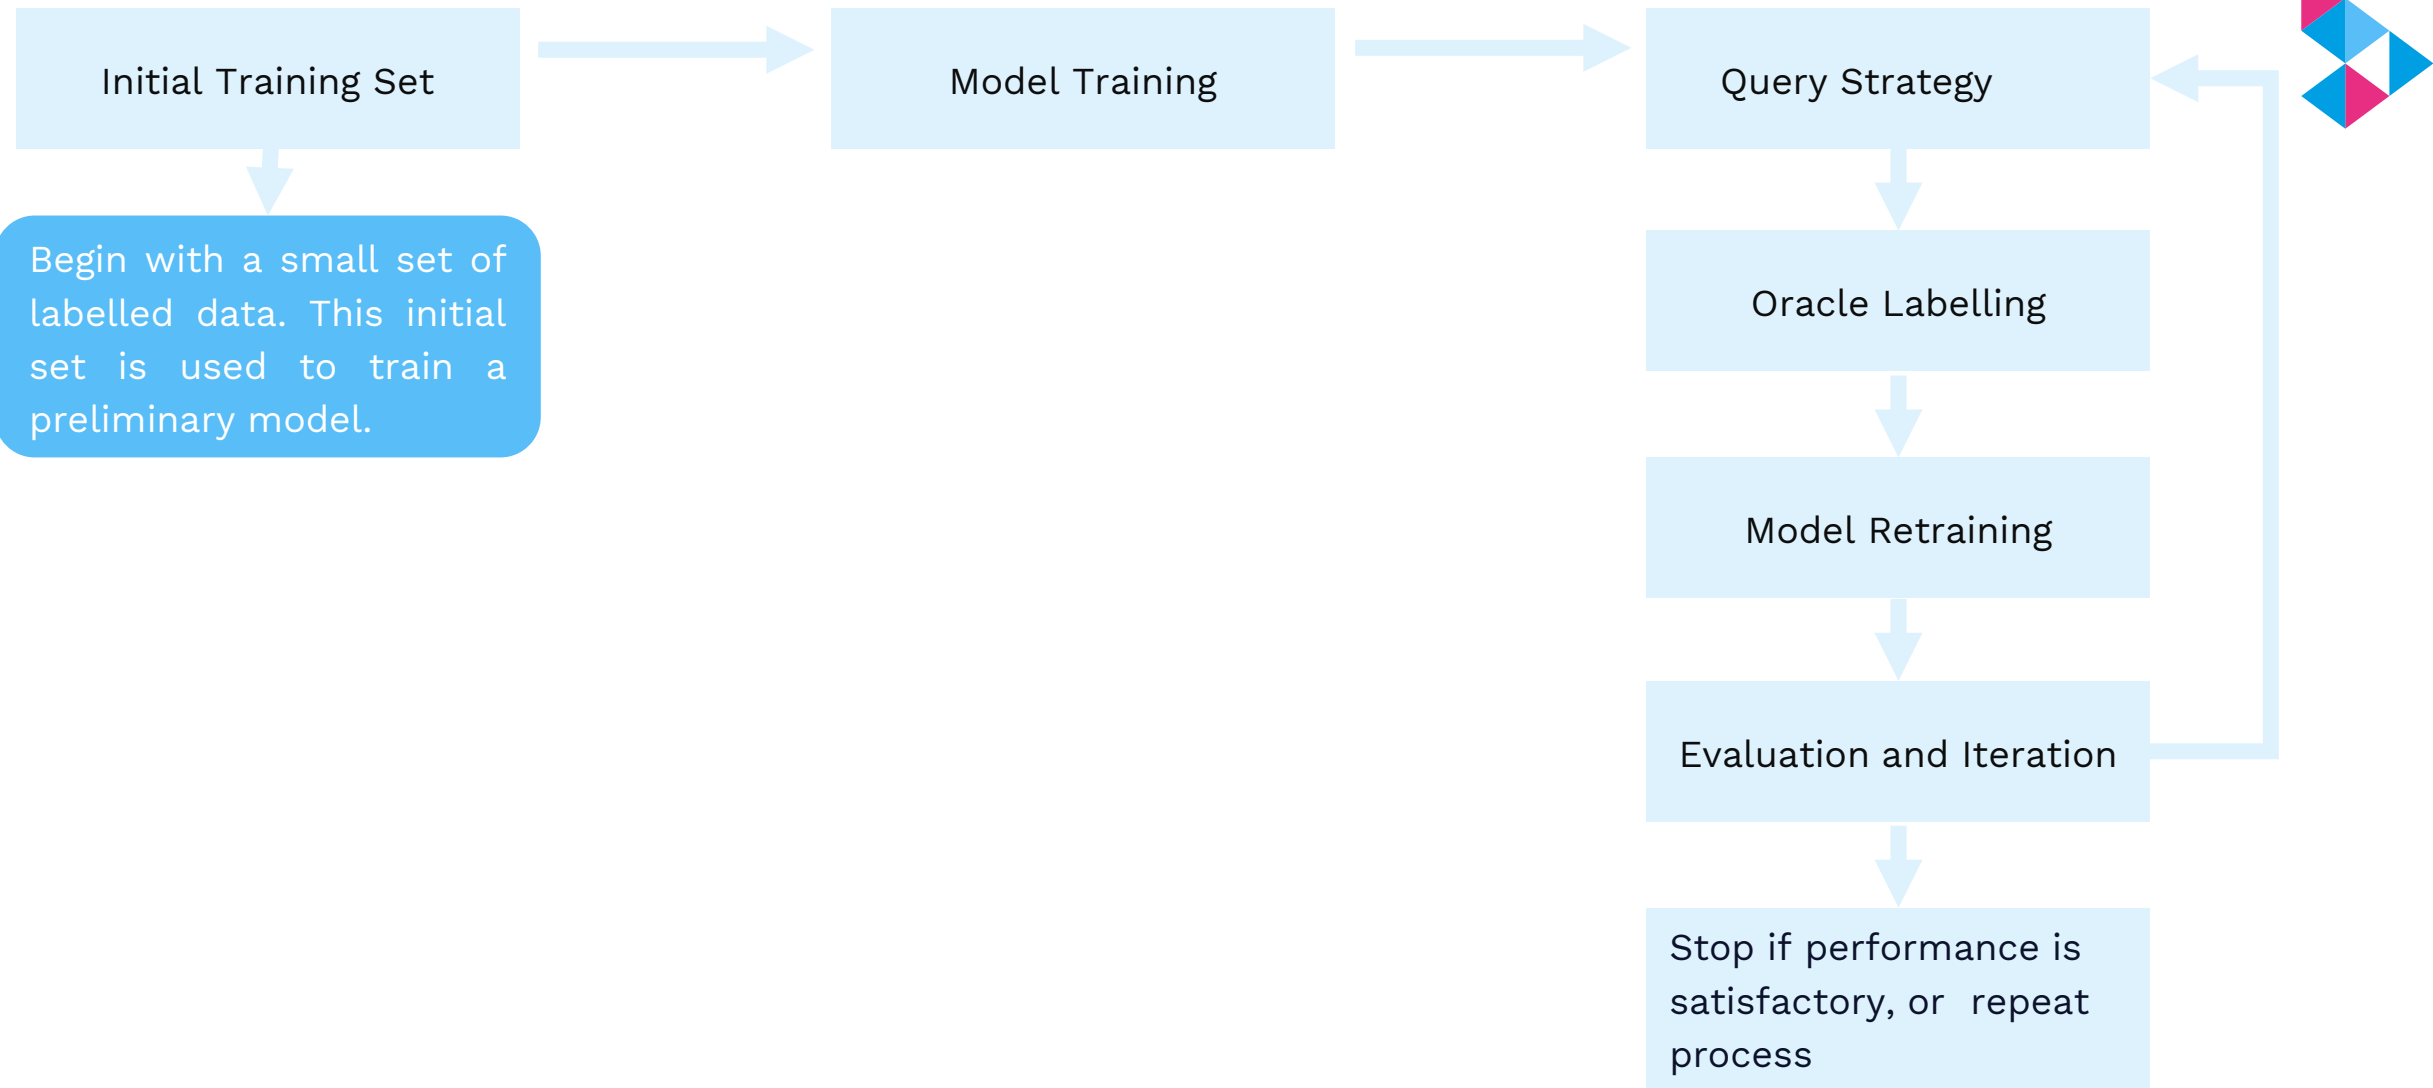 Initial Training Set
Model Training
Query Strategy
Begin with a small set of
labelled data. This initial
set is used to train a
preliminary model.
Oracle Labelling
Model Retraining
Evaluation and Iteration
Stop if performance is
satisfactory, or repeat
process